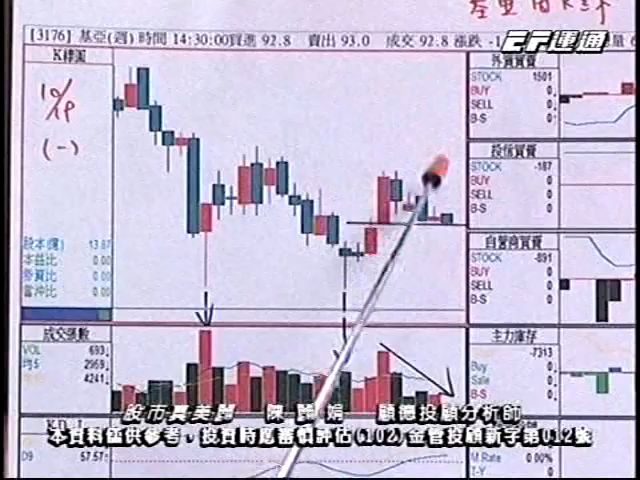 [3176] 基亞(週) 時間 14:30:00 買進 92.8 賣出 93.0 成交 92.8 漲跌 -1
運通
K線圖
10/19
(-)
股本(億) 13.87
本益比 0.00
券資比 0.00
當沖比 0.00
外資買賣
STOCK 1501
BUY 0
SELL 0
B-S 0
投信買賣
STOCK -187
BUY 0
SELL 0
B-S 0
自營商買賣
STOCK -891
BUY 0
SELL 0
B-S 0
成交張數
VOL 693
均5 2969
4241
主力庫存
-7313
Buy 0
Sale 0
B-S 0
D9 57.57
M.Rate 0.00%
T-Y
股市真美麗 陳麗娟 顧德投顧分析師
本資料僅供參考，投資時應審慎評估(102)金管投顧新字第012號